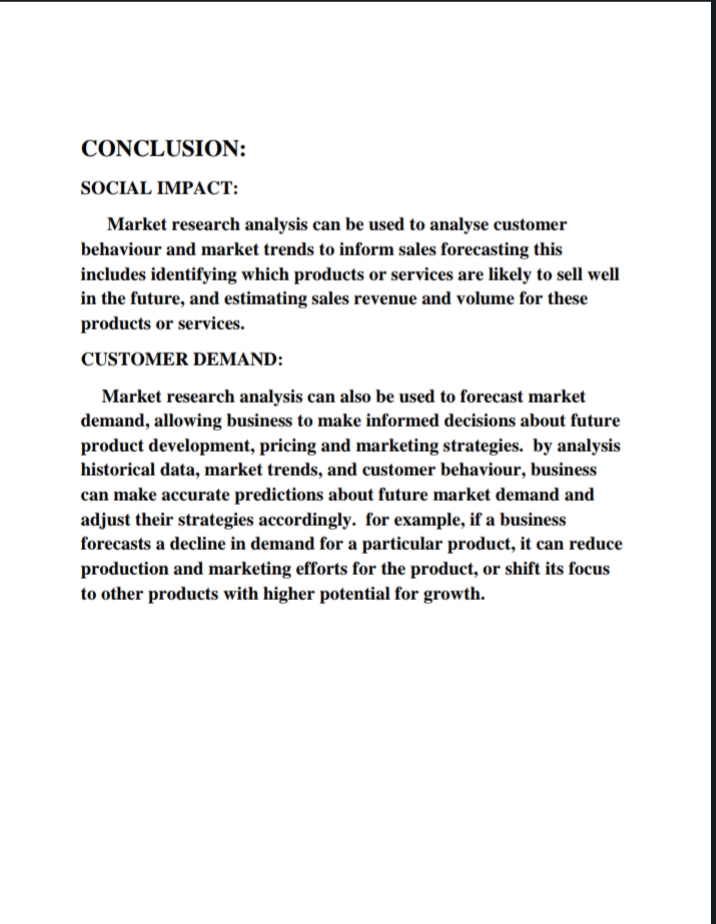 CONCLUSION:
SOCIAL IMPACT:
Market research analysis can be used to analyse customer
behaviour and market trends to inform sales forecasting this
includes identifying which products or services are likely to sell well
in the future, and estimating sales revenue and volume for these
products or services.
CUSTOMER DEMAND:
Market research analysis can also be used to forecast market
demand, allowing business to make informed decisions about future
product development, pricing and marketing strategies.  by analysis
historical data, market trends, and customer behaviour, business
can make accurate predictions about future market demand and
adjust their strategies accordingly.  for example, if a business
forecasts a decline in demand for a particular product, it can reduce
production and marketing efforts for the product, or shift its focus
to other products with higher potential for growth.